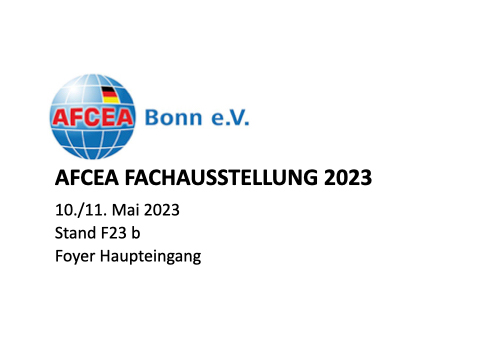 AFCEA Bonn e.V.
AFCEA FACHAUSSTELLUNG 2023
10./11. Mai 2023
Stand F23 b
Foyer Haupteingang